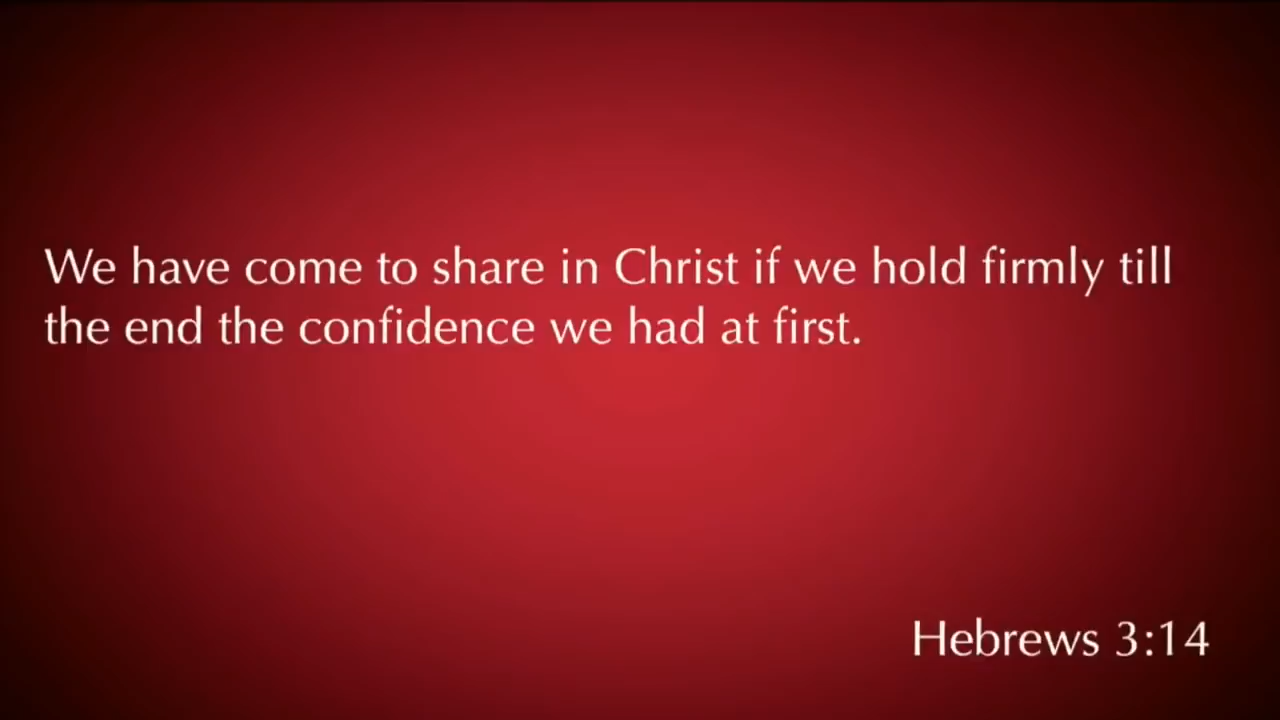 We have come to share in Christ if we hold firmly till
the end the confidence we had at first.
Hebrews 3:14